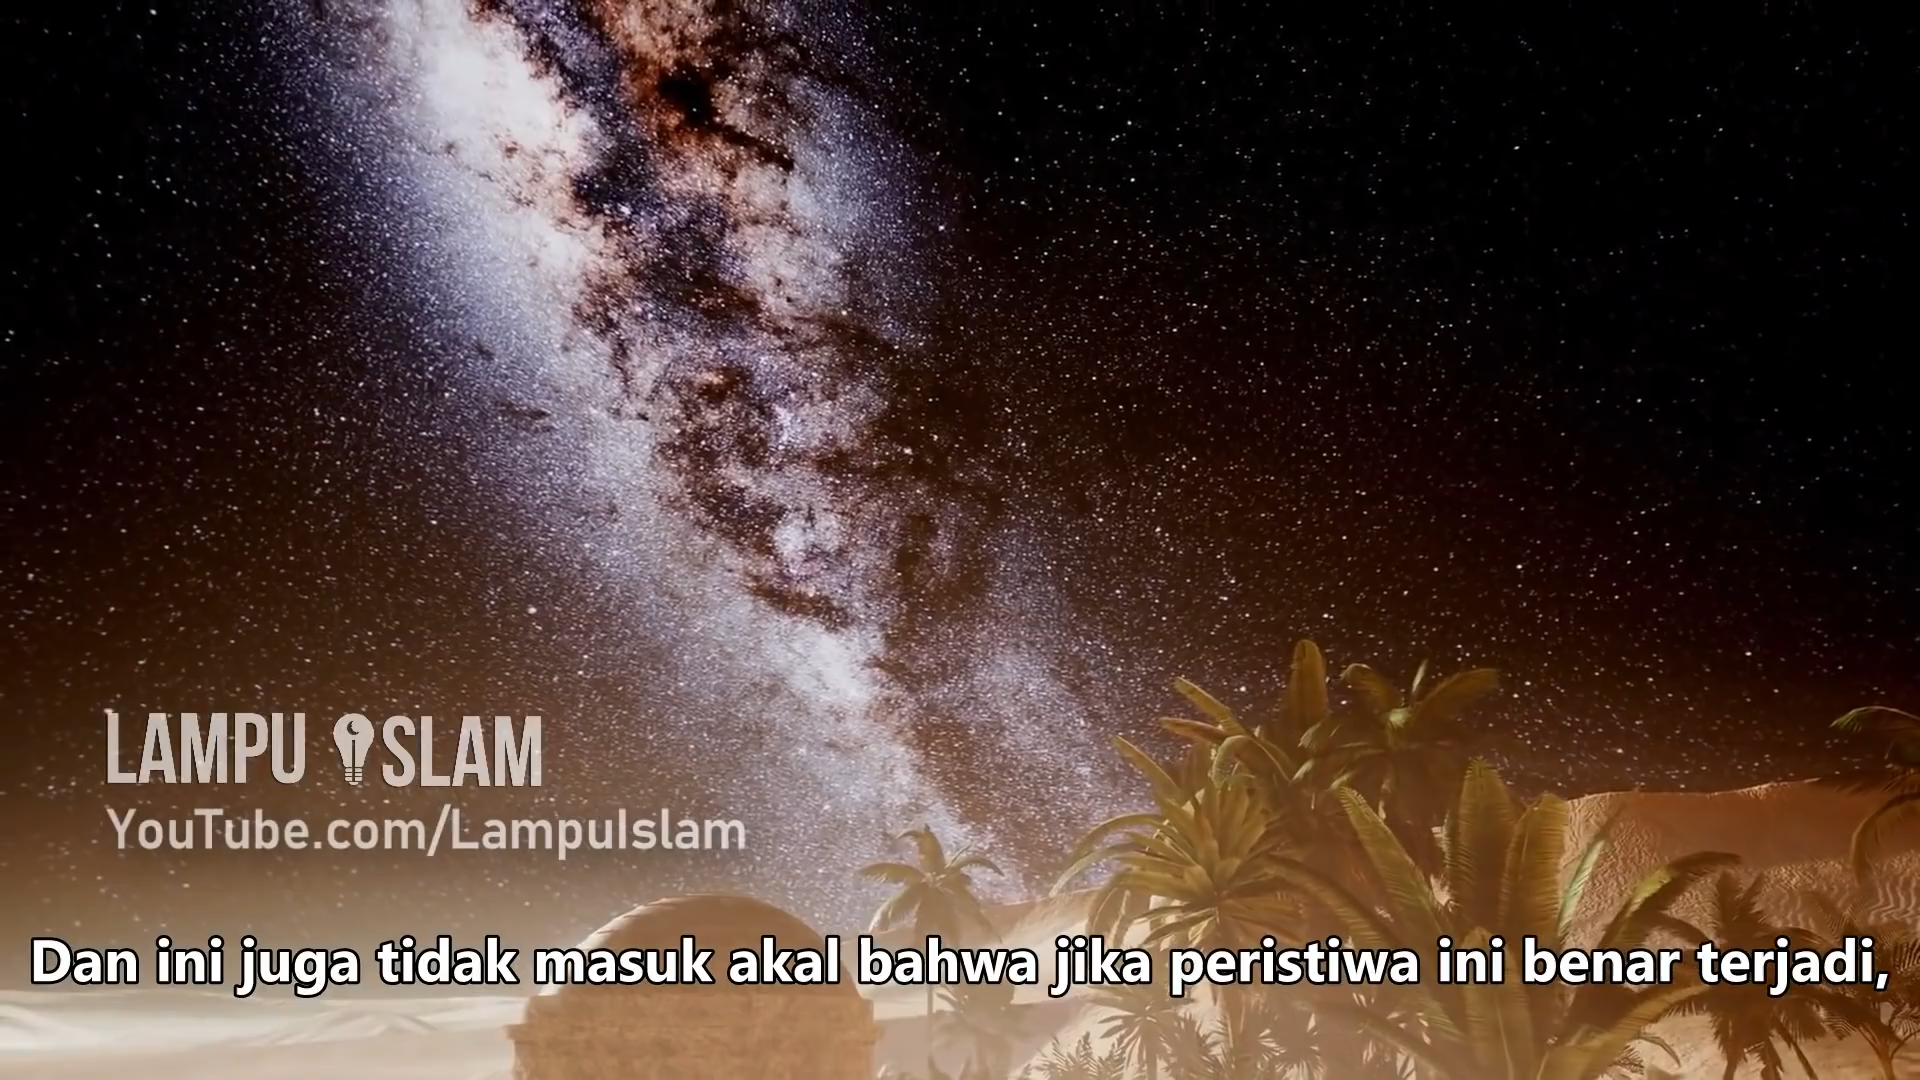 LAMPU ISLAM
YouTube.com/LampuIslam
Dan ini juga tidak masuk akal bahwa jika peristiwa ini benar terjadi,